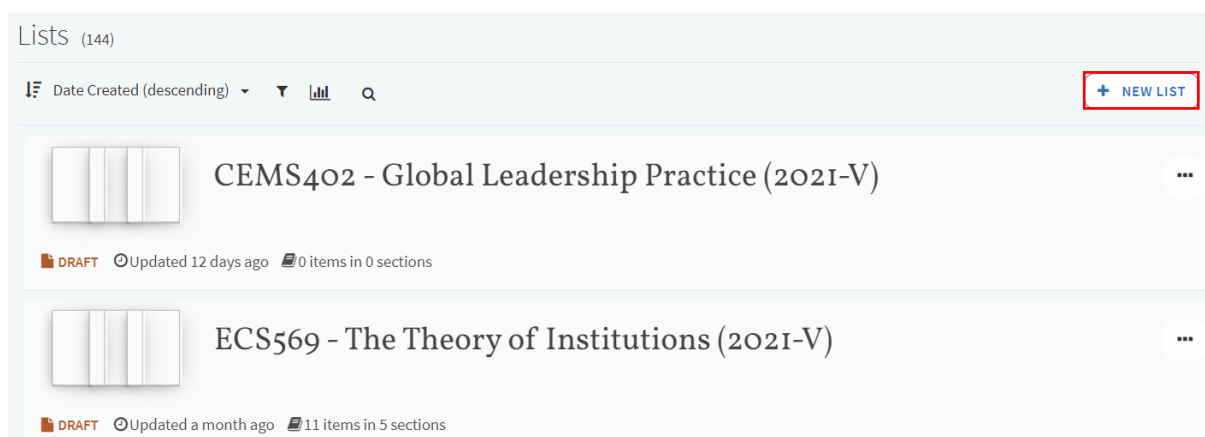 Lists (144)
Date Created (descending) + NEW LIST
CEMS402 - Global Leadership Practice (2021-V)
DRAFT Updated 12 days ago 0 items in 0 sections
ECS569 - The Theory of Institutions (2021-V)
DRAFT Updated a month ago 11 items in 5 sections